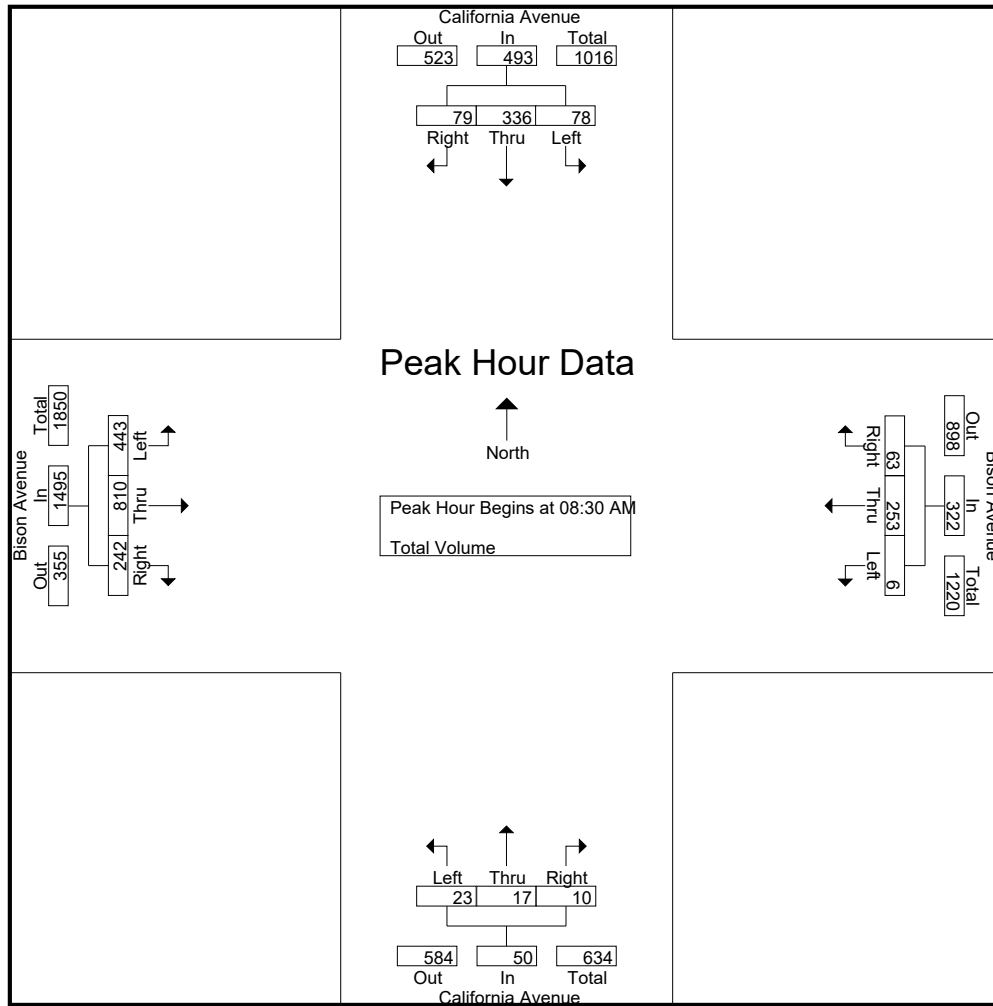 California Avenue
Out In Total
523 493 1016
79 336 78
Right Thru Left
Peak Hour Data
North
Peak Hour Begins at 08:30 AM
Total Volume
Bison Avenue
Out In Total
355 1495 1850
Left Thru Right
443 810 242
Bison Avenue
Out In Total
898 322 1220
Right Thru Left
63 253 6
Left Thru Right
23 17 10
584 50 634
Out In Total
California Avenue